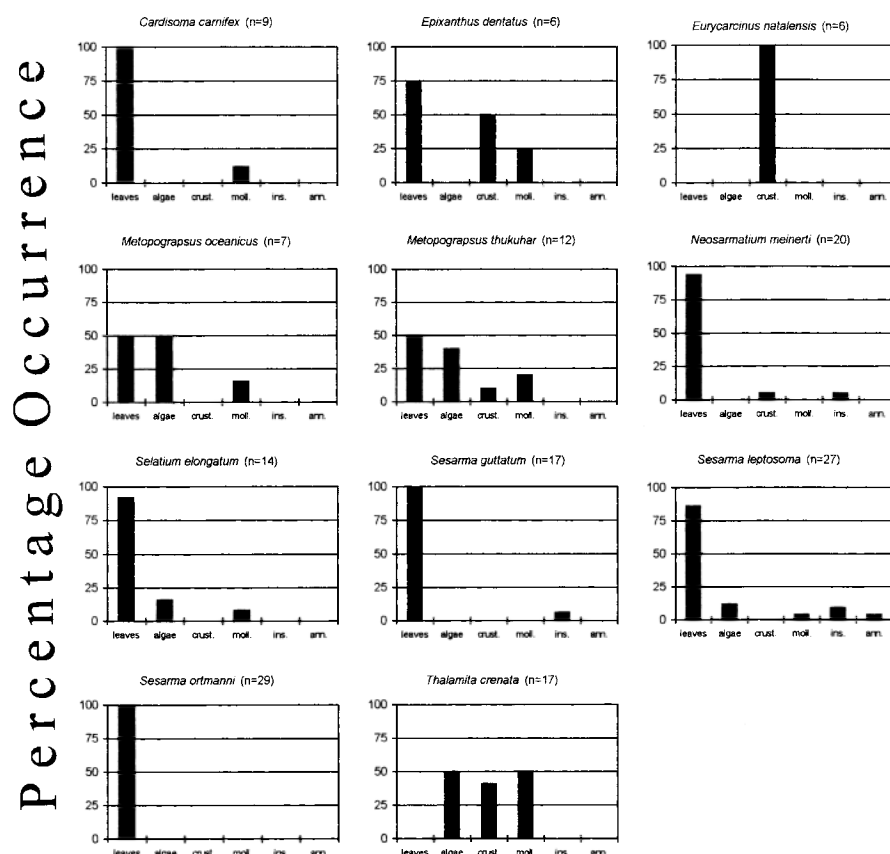 Percentage Occurrence
Cardisoma carnifex (n=9)
100
75
50
25
0
leaves algae crust. moll. ins. ann.
Epixanthus dentatus (n=6)
100
75
50
25
0
leaves algae crust. moll. ins. ann.
Eurycarcinus natalensis (n=6)
100
75
50
25
0
leaves algae crust. moll. ins. ann.
Metopograpsus oceanicus (n=7)
100
75
50
25
0
leaves algae crust. moll. ins. ann.
Metopograpsus thukuhar (n=12)
100
75
50
25
0
leaves algae crust. moll. ins. ann.
Neosarmatium meinerti (n=20)
100
75
50
25
0
leaves algae crust. moll. ins. ann.
Selatium elongatum (n=14)
100
75
50
25
0
leaves algae crust. moll. ins. ann.
Sesarma guttatum (n=17)
100
75
50
25
0
leaves algae crust. moll. ins. ann.
Sesarma leptosoma (n=27)
100
75
50
25
0
leaves algae crust. moll. ins. ann.
Sesarma ortmanni (n=29)
100
75
50
25
0
leaves algae crust. moll. ins. ann.
Thalamita crenata (n=17)
100
75
50
25
0
leaves algae crust. moll. ins. ann.